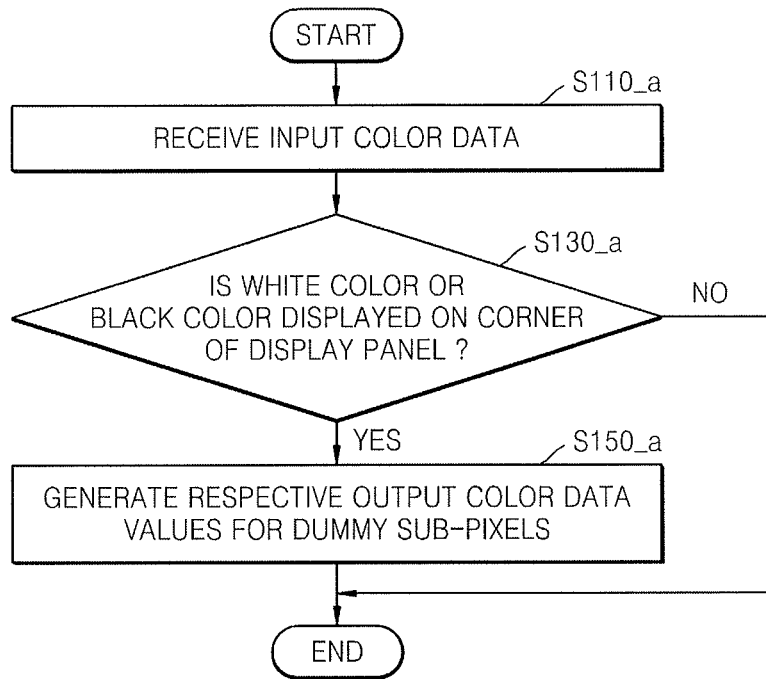 START
S110_a
RECEIVE INPUT COLOR DATA
S130_a
IS WHITE COLOR OR
BLACK COLOR DISPLAYED ON CORNER
OF DISPLAY PANEL ?
NO
YES
S150_a
GENERATE RESPECTIVE OUTPUT COLOR DATA
VALUES FOR DUMMY SUB-PIXELS
END